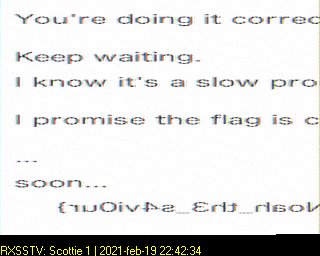 You're doing it correc
Keep waiting.
I know it's a slow pro
I promise the flag is c
...
soon...
Noah_th3_s4vi0ur}
RXSSTV: Scottie 1 | 2021-feb-19 22:42:34